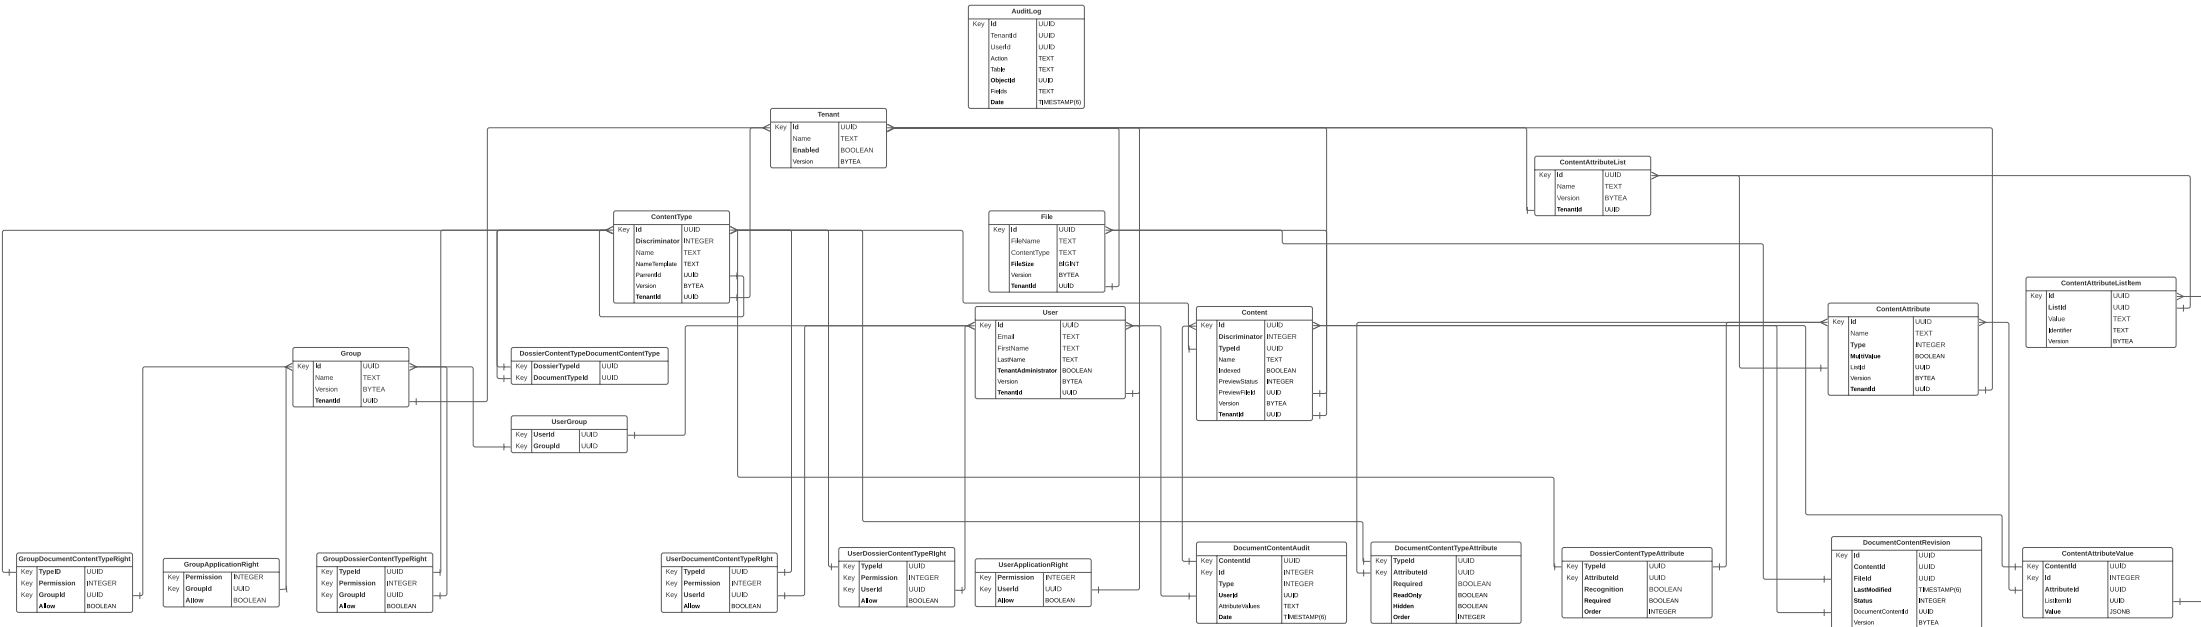 AuditLog
Key Id UUID
TenantId UUID
UserId UUID
Action TEXT
Table TEXT
ObjectId UUID
Fields TEXT
Date TIMESTAMP(6)
Tenant
Key Id UUID
Name TEXT
Enabled BOOLEAN
Version BYTEA
ContentAttributeList
Key Id UUID
Name TEXT
Version BYTEA
TenantId UUID
ContentType
Key Id UUID
Discriminator INTEGER
Name TEXT
NameTemplate TEXT
ParentId UUID
Version BYTEA
TenantId UUID
File
Key Id UUID
FileName TEXT
ContentType TEXT
FileSize BIGINT
Version BYTEA
TenantId UUID
ContentAttributeListItem
Key Id UUID
ListId UUID
Value TEXT
Identifier TEXT
Version BYTEA
User
Key Id UUID
Email TEXT
FirstName TEXT
LastName TEXT
TenantAdministrator BOOLEAN
Version BYTEA
TenantId UUID
Content
Key Id UUID
Discriminator INTEGER
TypeId UUID
Name TEXT
Indexed BOOLEAN
PreviewStatus INTEGER
PreviewFileId UUID
Version BYTEA
TenantId UUID
ContentAttribute
Key Id UUID
Name TEXT
Type INTEGER
MultiValue BOOLEAN
ListId UUID
Version BYTEA
TenantId UUID
Group
Key Id UUID
Name TEXT
Version BYTEA
TenantId UUID
DossierContentTypeDocumentContentType
Key DossierTypeId UUID
Key DocumentTypeId UUID
UserGroup
Key UserId UUID
Key GroupId UUID
GroupDocumentContentTypeRight
Key TypeID UUID
Key Permission INTEGER
Key GroupId UUID
Allow BOOLEAN
GroupApplicationRight
Key Permission INTEGER
Key GroupId UUID
Allow BOOLEAN
GroupDossierContentTypeRight
Key TypeId UUID
Key Permission INTEGER
Key GroupId UUID
Allow BOOLEAN
UserDocumentContentTypeRIght
Key TypeId UUID
Key Permission INTEGER
Key UserId UUID
Allow BOOLEAN
UserDossierContentTypeRIght
Key TypeId UUID
Key Permission INTEGER
Key UserId UUID
Allow BOOLEAN
UserApplicationRight
Key Permission INTEGER
Key UserId UUID
Allow BOOLEAN
DocumentContentAudit
Key ContentId UUID
Key Id INTEGER
Type INTEGER
UserId UUID
AttributeValues TEXT
Date TIMESTAMP(6)
DocumentContentTypeAttribute
Key TypeId UUID
Key AttributeId UUID
Required BOOLEAN
ReadOnly BOOLEAN
Hidden BOOLEAN
Order INTEGER
DossierContentTypeAttribute
Key TypeId UUID
Key AttributeId UUID
Recognition BOOLEAN
Required BOOLEAN
Order INTEGER
DocumentContentRevision
Key Id UUID
ContentId UUID
FileId UUID
LastModified TIMESTAMP(6)
Status INTEGER
DocumentContentId UUID
Version BYTEA
ContentAttributeValue
Key ContentId UUID
Key Id INTEGER
AttributeId UUID
ListItemId UUID
Value JSONB